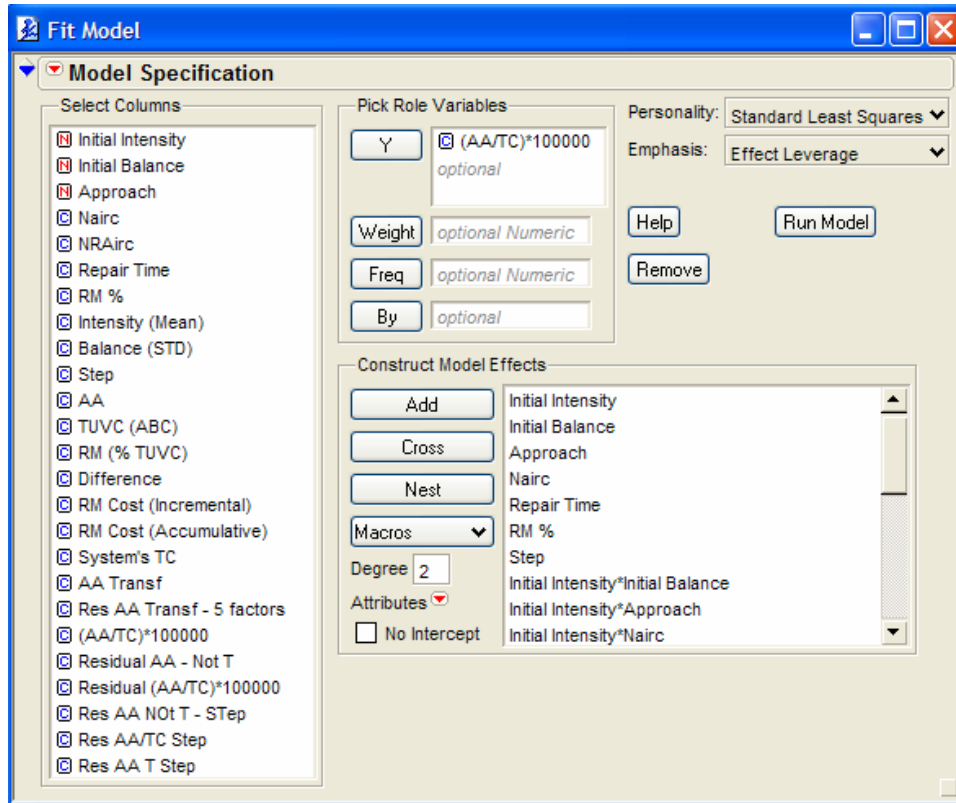 Fit Model
Model Specification
Select Columns
N Initial Intensity
N Initial Balance
N Approach
C Nairc
C NRAirc
C Repair Time
C RM %
C Intensity (Mean)
C Balance (STD)
C Step
C AA
C TUVC (ABC)
C RM (% TUVC)
C Difference
C RM Cost (Incremental)
C RM Cost (Accumulative)
C System's TC
C AA Transf
C Res AA Transf - 5 factors
C (AA/TC)*100000
C Residual AA - Not T
C Residual (AA/TC)*100000
C Res AA NOt T - STep
C Res AA/TC Step
C Res AA T Step
Pick Role Variables
Y
C (AA/TC)*100000
optional
Weight
optional Numeric
Freq
optional Numeric
By
optional
Personality:
Standard Least Squares
Emphasis:
Effect Leverage
Help
Run Model
Remove
Construct Model Effects
Add
Cross
Nest
Macros
Degree 2
Attributes
No Intercept
Initial Intensity
Initial Balance
Approach
Nairc
Repair Time
RM %
Step
Initial Intensity*Initial Balance
Initial Intensity*Approach
Initial Intensity*Nairc